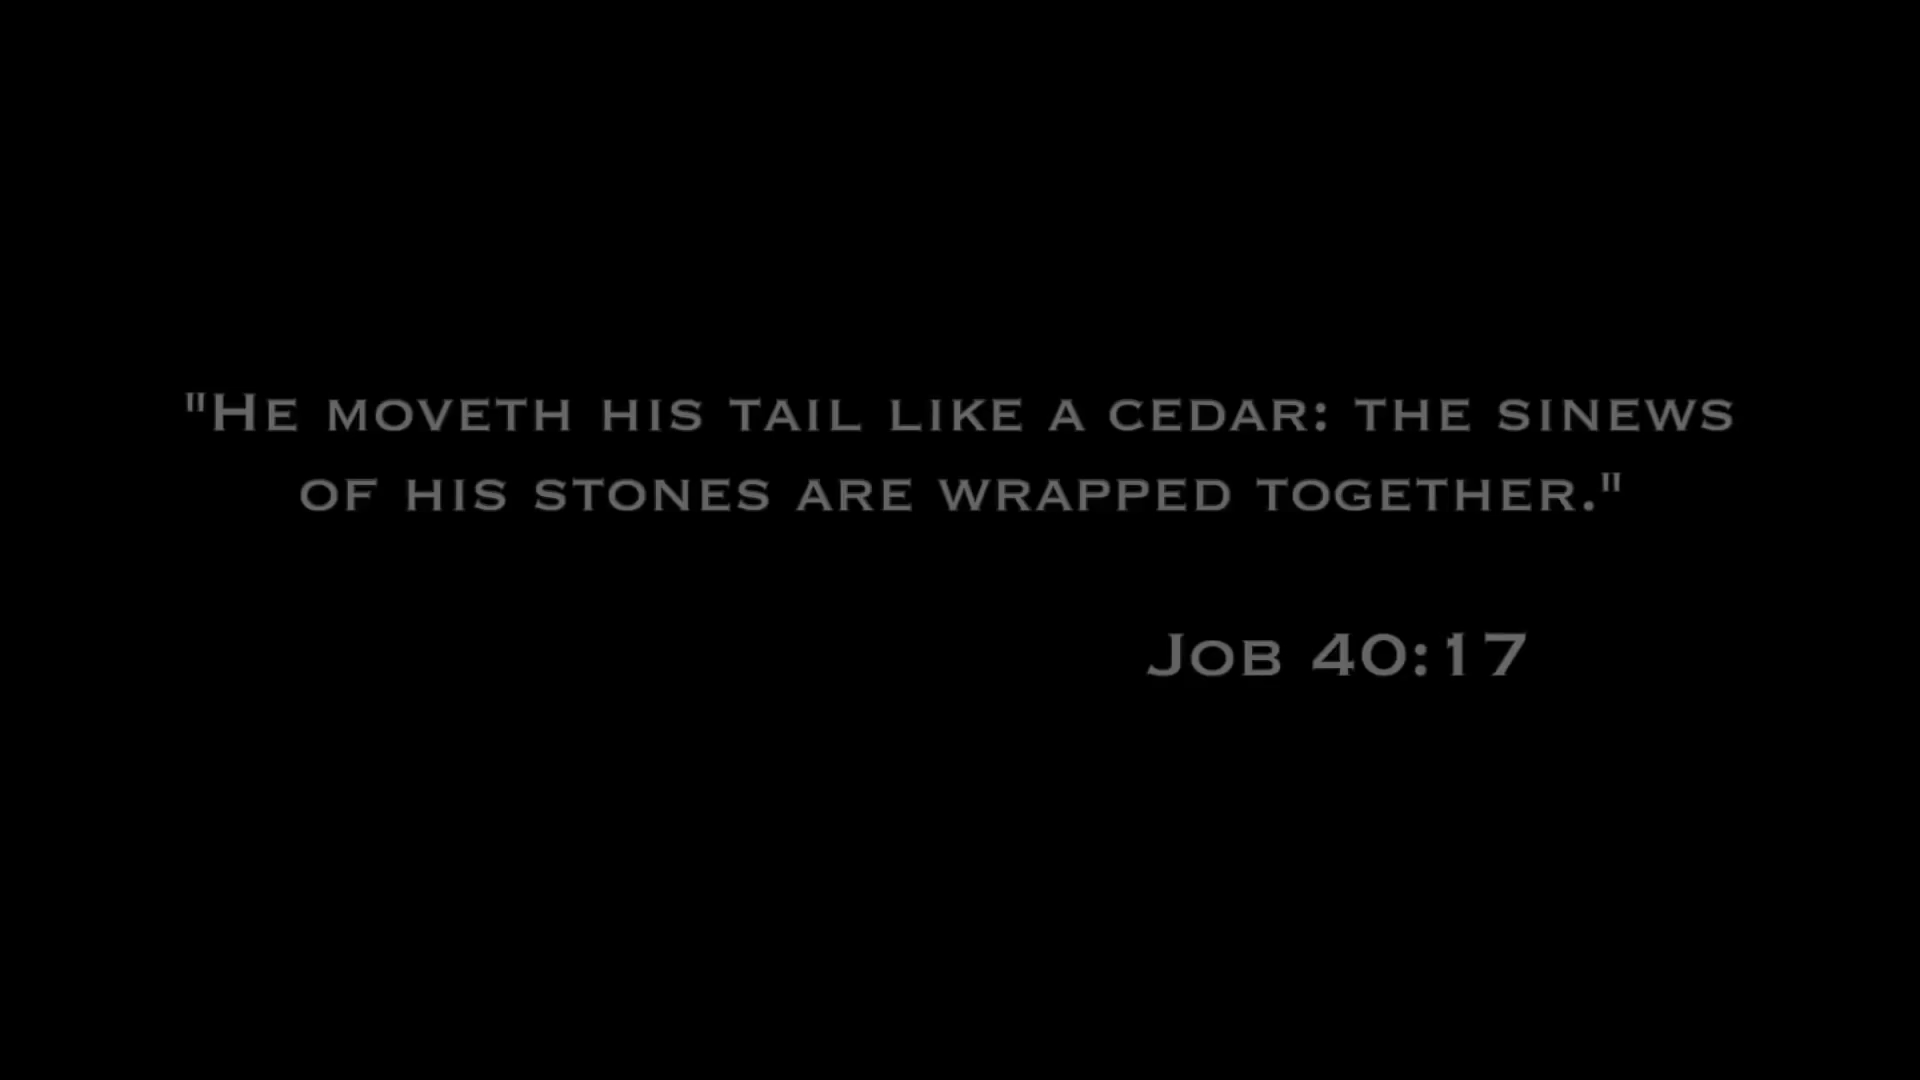 "He moveth his tail like a cedar: the sinews
of his stones are wrapped together."
Job 40:17